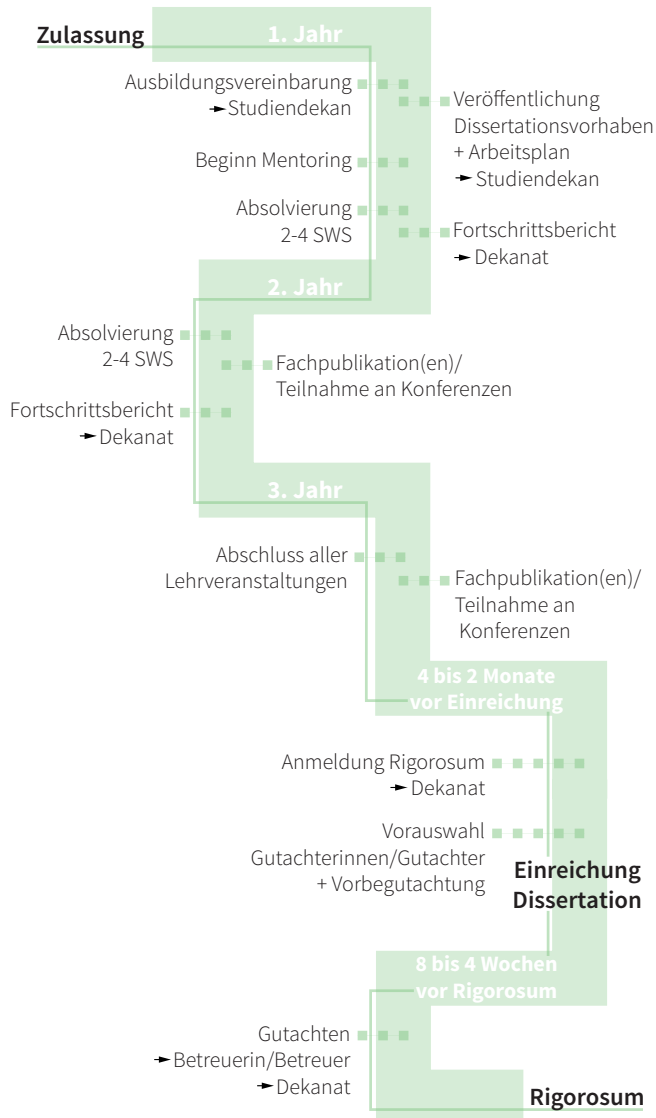 Zulassung
1. Jahr
Ausbildungsvereinbarung
→ Studiendekan
Veröffentlichung
Dissertationsvorhaben
+ Arbeitsplan
→ Studiendekan
Beginn Mentoring
Absolvierung
2-4 SWS
Fortschrittsbericht
→ Dekanat
2. Jahr
Absolvierung
2-4 SWS
Fachpublikation(en)/
Teilnahme an Konferenzen
Fortschrittsbericht
→ Dekanat
3. Jahr
Abschluss aller
Lehrveranstaltungen
Fachpublikation(en)/
Teilnahme an
Konferenzen
4 bis 2 Monate
vor Einreichung
Anmeldung Rigorosum
→ Dekanat
Vorauswahl
Gutachterinnen/Gutachter
+ Vorbegutachtung
Einreichung
Dissertation
8 bis 4 Wochen
vor Rigorosum
Gutachten
→ Betreuerin/Betreuer
→ Dekanat
Rigorosum